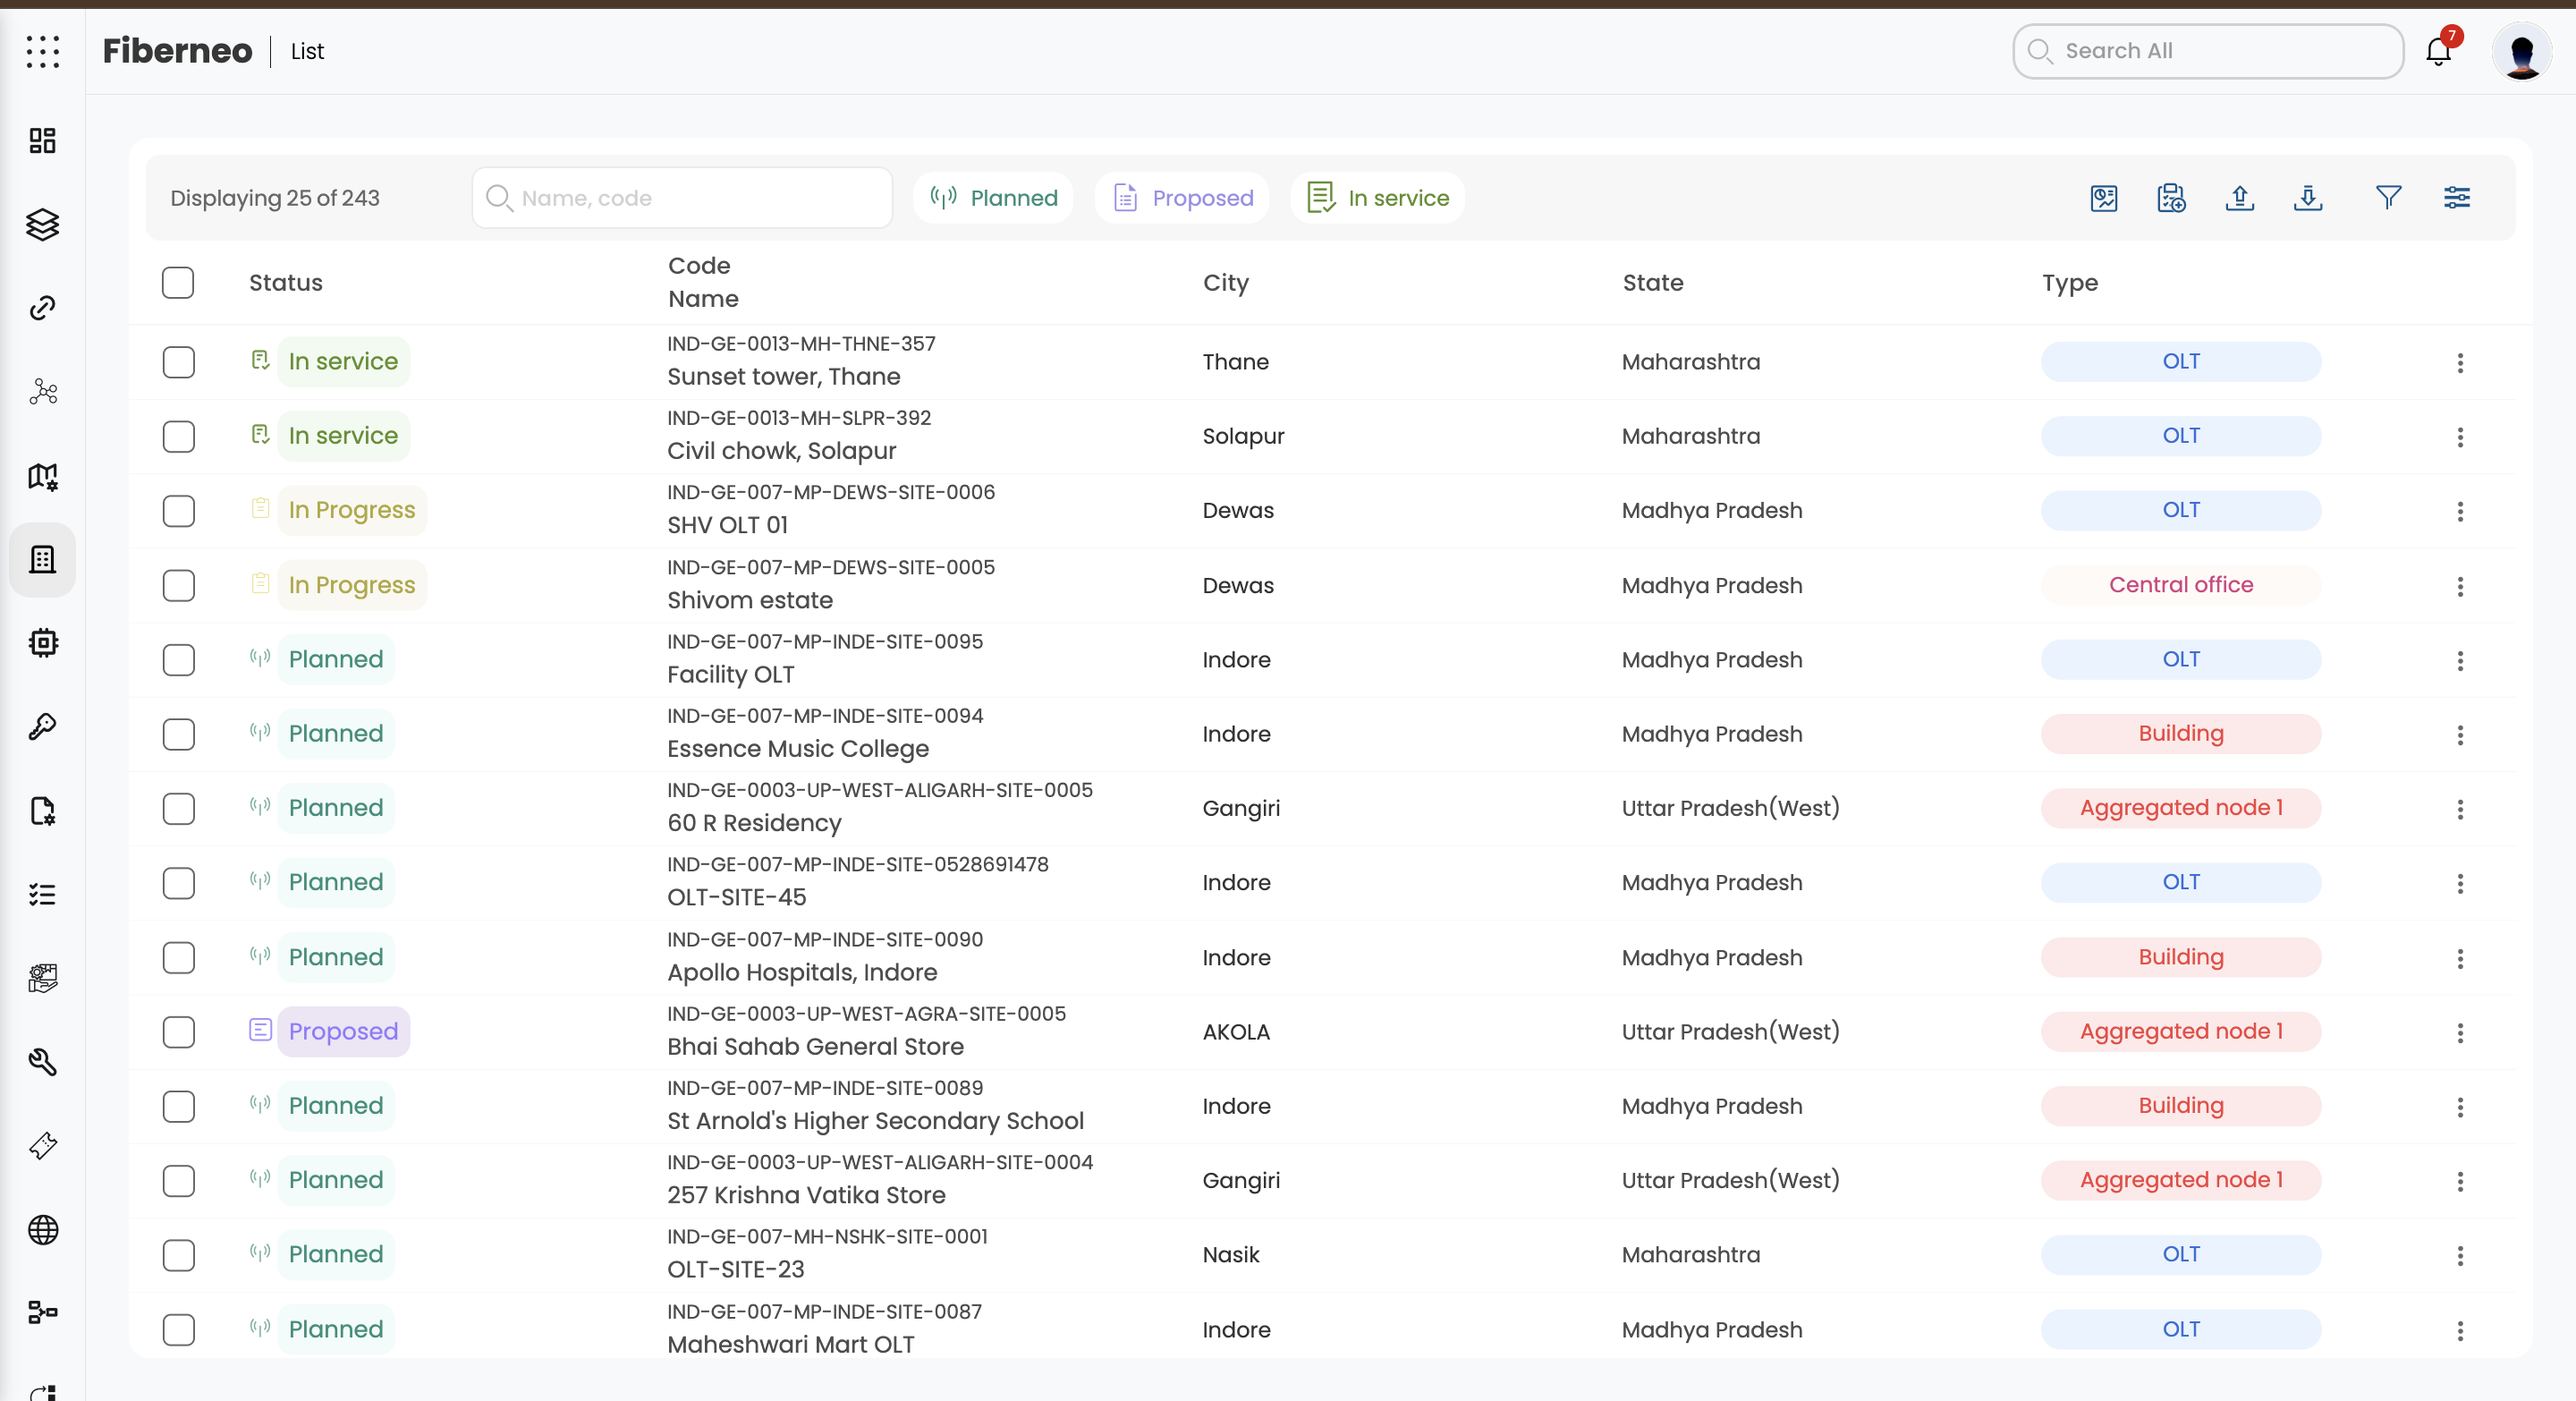 Fiberneo
List
Search All
7
Displaying 25 of 243
Name, code
Planned
Proposed
In service
Status
Code
Name
City
State
Type
In service
IND-GE-0013-MH-THNE-357
Sunset tower, Thane
Thane
Maharashtra
OLT
In service
IND-GE-0013-MH-SLPR-392
Civil chowk, Solapur
Solapur
Maharashtra
OLT
In Progress
IND-GE-007-MP-DEWS-SITE-0006
SHV OLT 01
Dewas
Madhya Pradesh
OLT
In Progress
IND-GE-007-MP-DEWS-SITE-0005
Shivom estate
Dewas
Madhya Pradesh
Central office
Planned
IND-GE-007-MP-INDE-SITE-0095
Facility OLT
Indore
Madhya Pradesh
OLT
Planned
IND-GE-007-MP-INDE-SITE-0094
Essence Music College
Indore
Madhya Pradesh
Building
Planned
IND-GE-0003-UP-WEST-ALIGARH-SITE-0005
60 R Residency
Gangiri
Uttar Pradesh(West)
Aggregated node 1
Planned
IND-GE-007-MP-INDE-SITE-0528691478
OLT-SITE-45
Indore
Madhya Pradesh
OLT
Planned
IND-GE-007-MP-INDE-SITE-0090
Apollo Hospitals, Indore
Indore
Madhya Pradesh
Building
Proposed
IND-GE-0003-UP-WEST-AGRA-SITE-0005
Bhai Sahab General Store
AKOLA
Uttar Pradesh(West)
Aggregated node 1
Planned
IND-GE-007-MP-INDE-SITE-0089
St Arnold's Higher Secondary School
Indore
Madhya Pradesh
Building
Planned
IND-GE-0003-UP-WEST-ALIGARH-SITE-0004
257 Krishna Vatika Store
Gangiri
Uttar Pradesh(West)
Aggregated node 1
Planned
IND-GE-007-MH-NSHK-SITE-0001
OLT-SITE-23
Nasik
Maharashtra
OLT
Planned
IND-GE-007-MP-INDE-SITE-0087
Maheshwari Mart OLT
Indore
Madhya Pradesh
OLT